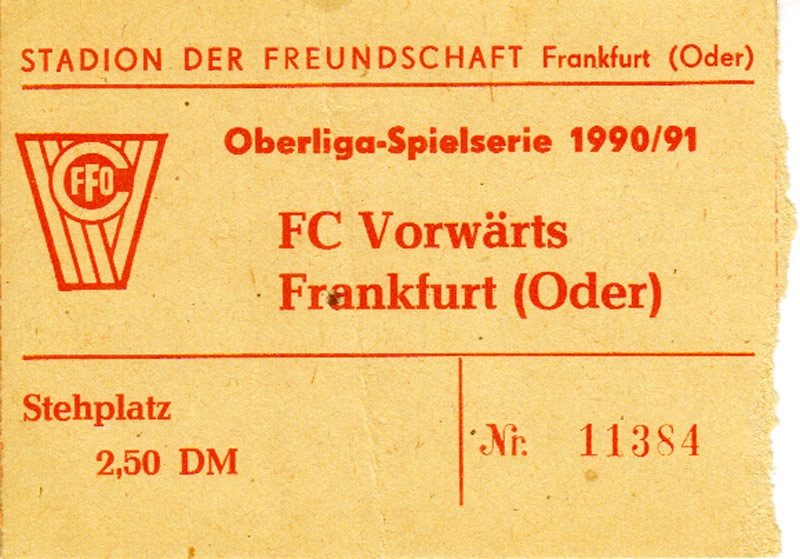 STADION DER FREUNDSCHAFT Frankfurt (Oder)
Oberliga-Spielserie 1990/91
FFO
FC Vorwärts
Frankfurt (Oder)
Stehplatz
2,50 DM
Nr. 11384